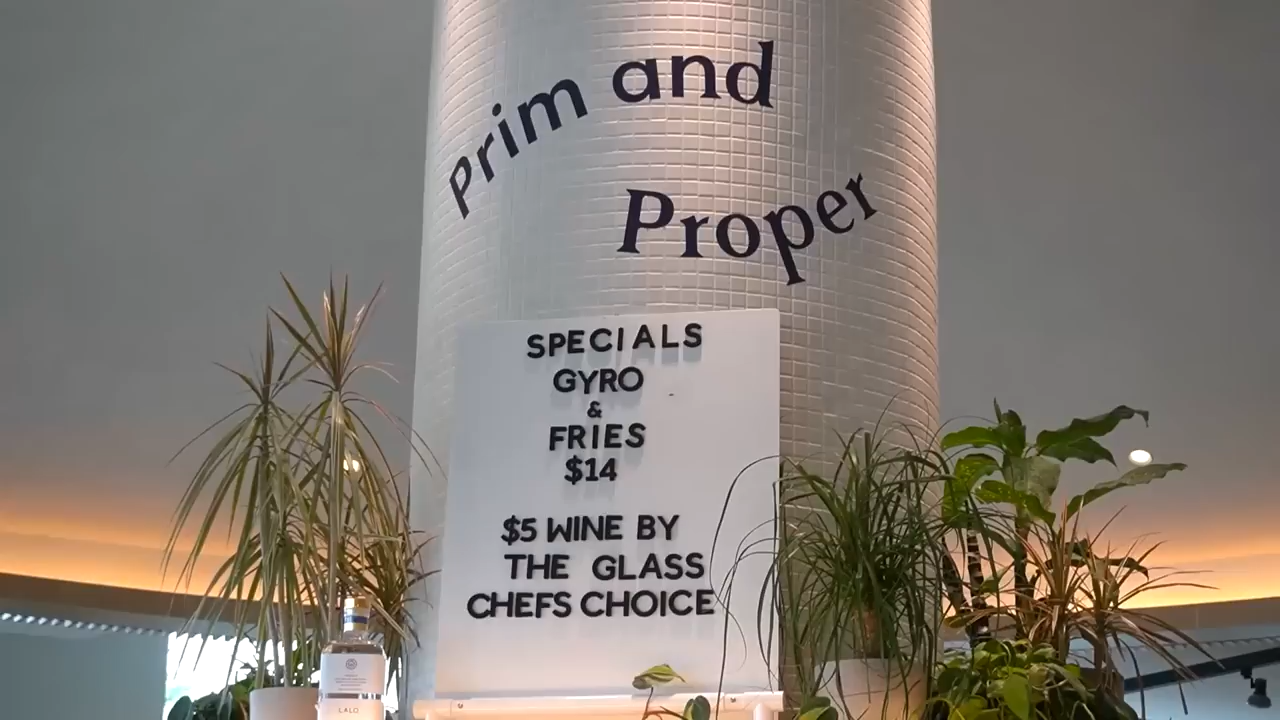 Prim and
Proper
SPECIALS
GYRO
&
FRIES
$14
$5 WINE BY
THE GLASS
CHEFS CHOICE
LALO